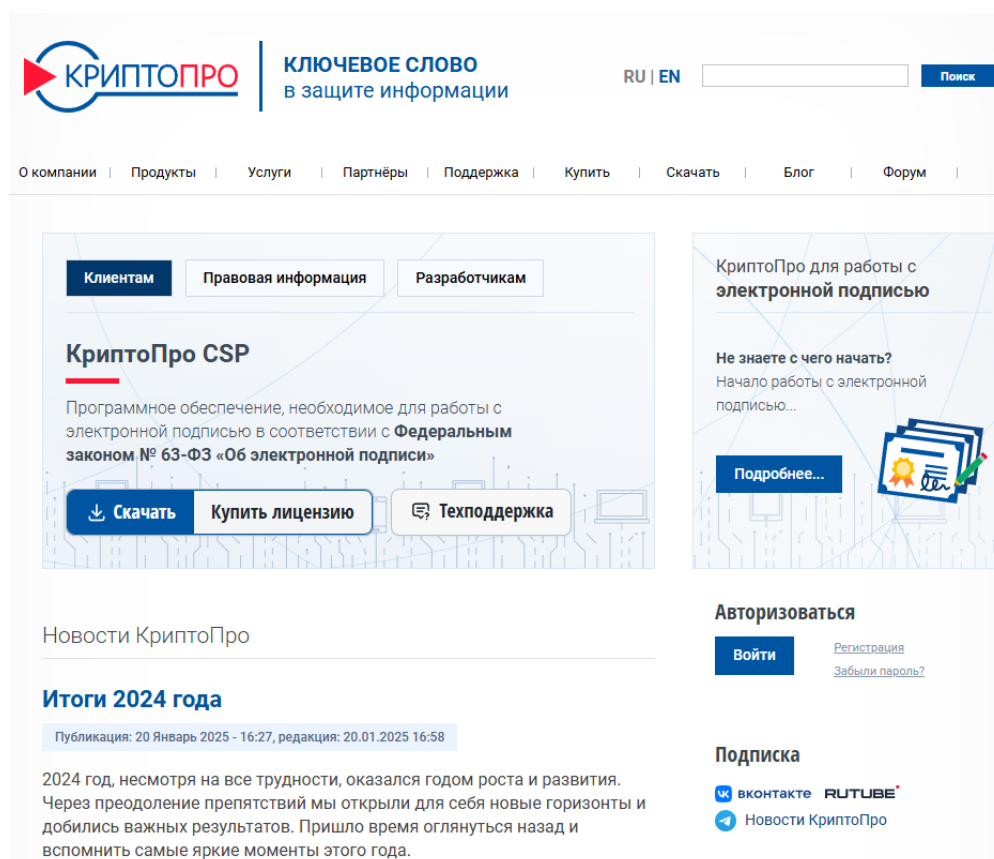 КРИПТОПРО
КЛЮЧЕВОЕ СЛОВО
в защите информации
RU | EN
Поиск
О компании | Продукты | Услуги | Партнёры | Поддержка | Купить | Скачать | Блог | Форум |
Клиентам
Правовая информация
Разработчикам
КриптоПро CSP
Программное обеспечение, необходимое для работы с
электронной подписью в соответствии с Федеральным
законом № 63-ФЗ «Об электронной подписи»
Скачать
Купить лицензию
Техподдержка
КриптоПро для работы с
электронной подписью
Не знаете с чего начать?
Начало работы с электронной
подписью...
Подробнее...
Новости КриптоПро
Итоги 2024 года
Публикация: 20 Январь 2025 - 16:27, редакция: 20.01.2025 16:58
2024 год, несмотря на все трудности, оказался годом роста и развития.
Через преодоление препятствий мы открыли для себя новые горизонты и
добились важных результатов. Пришло время оглянуться назад и
вспомнить самые яркие моменты этого года.
Авторизоваться
Войти
Регистрация
Забыли пароль?
Подписка
вконтакте RUTUBE
Новости КриптоПро